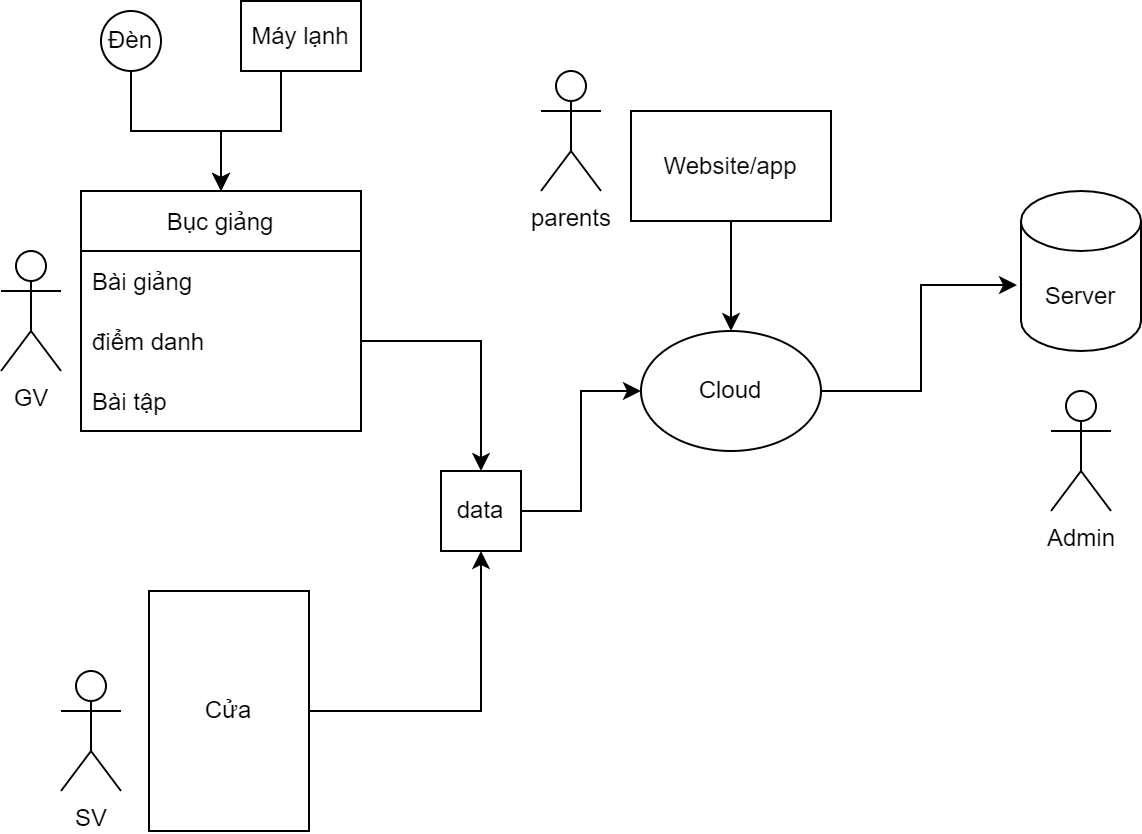 Đèn
Máy lạnh
Bục giảng
Bài giảng
điểm danh
Bài tập
GV
parents
Website/app
Cloud
Server
Admin
data
Cửa
SV